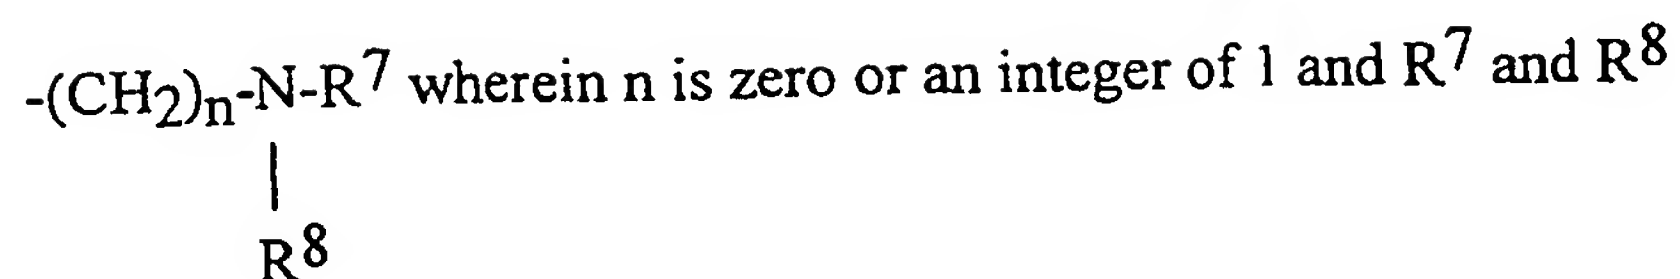 -(CH2)n-N-R7 wherein n is zero or an integer of 1 and R7 and R8
|
R8